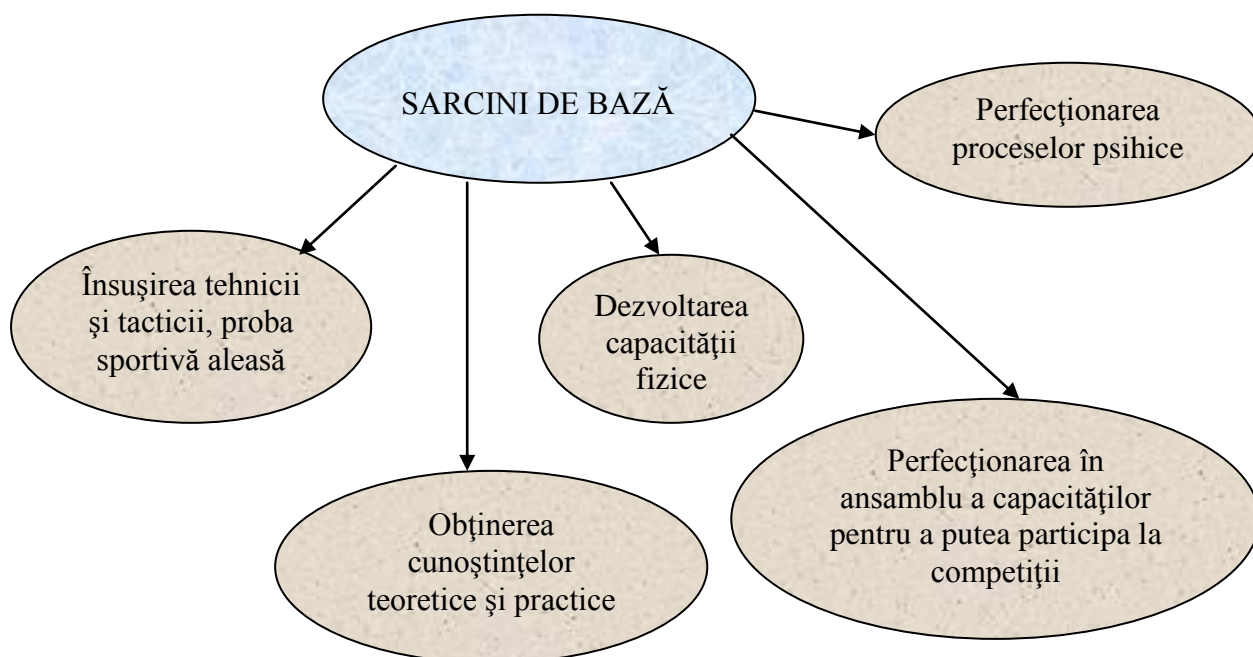 SARCINI DE BAZĂ
Perfecţionarea
proceselor psihice
Însuşirea tehnicii
şi tacticii, proba
sportivă aleasă
Dezvoltarea
capacităţii
fizice
Perfecţionarea în
ansamblu a capacităţilor
pentru a putea participa la
competiţii
Obţinerea
cunoştinţelor
teoretice şi practice